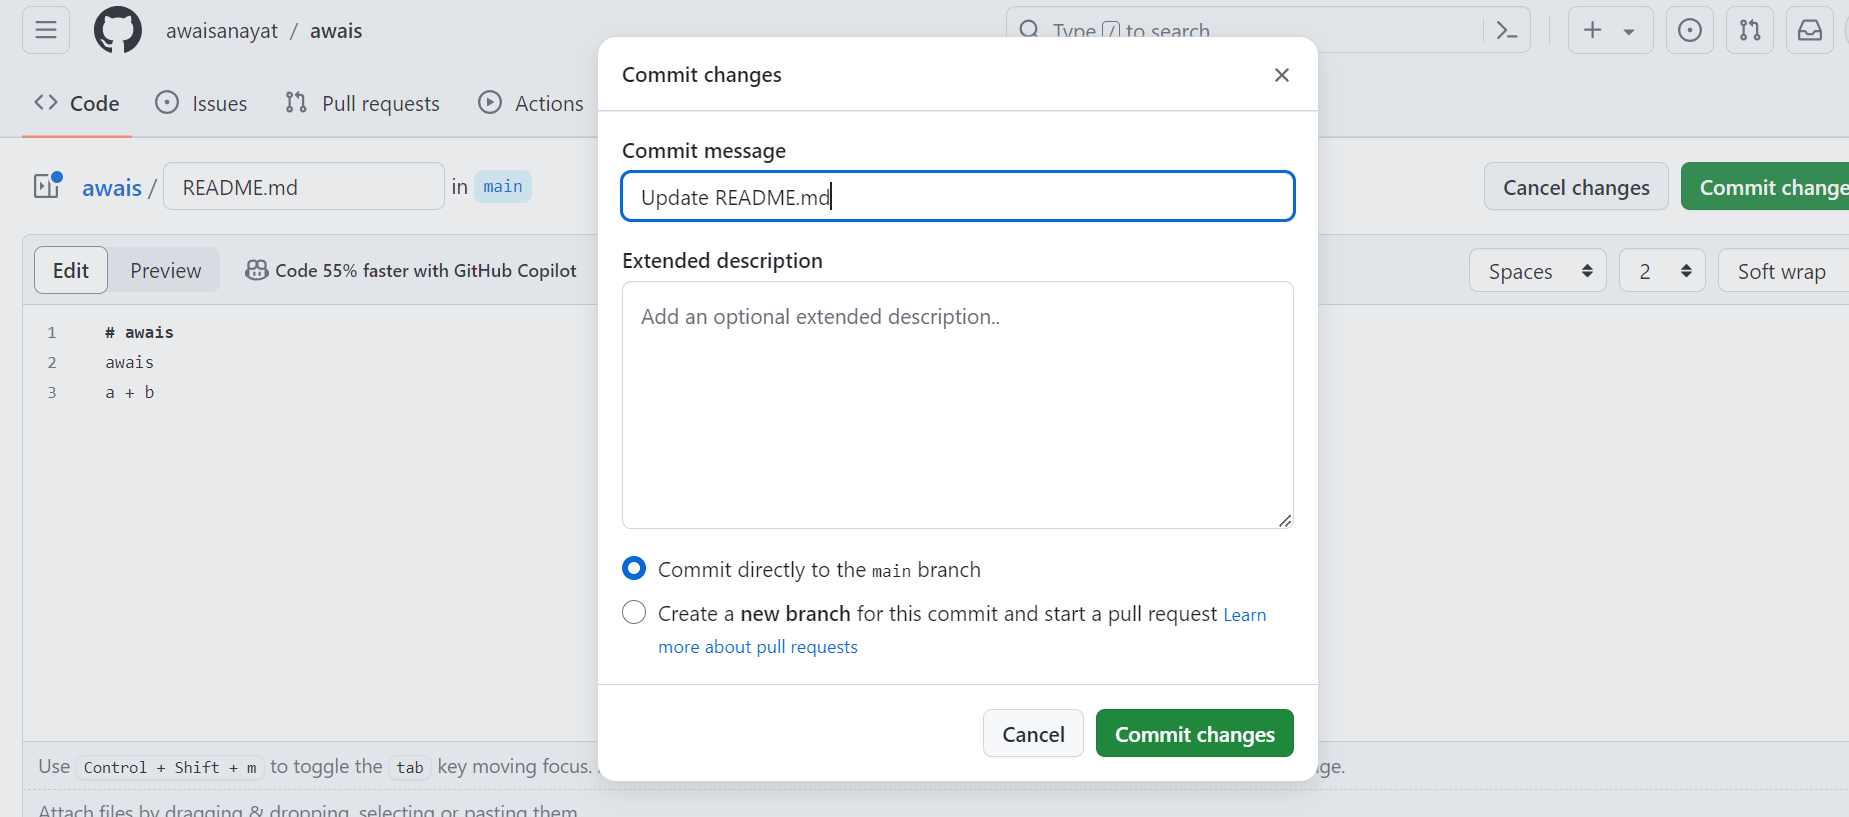 awaisanayat / awais
Type / to search
Code
Issues
Pull requests
Actions
awais / README.md in main
Cancel changes
Commit change
Edit
Preview
Code 55% faster with GitHub Copilot
Spaces
2
Soft wrap
1 # awais
2 awais
3 a + b
Use Control + Shift + m to toggle the tab key moving focus.
ge.
Attach files by dragging & dropping, selecting or pasting them
Commit changes
Commit message
Update README.md
Extended description
Add an optional extended description..
Commit directly to the main branch
Create a new branch for this commit and start a pull request Learn
more about pull requests
Cancel
Commit changes